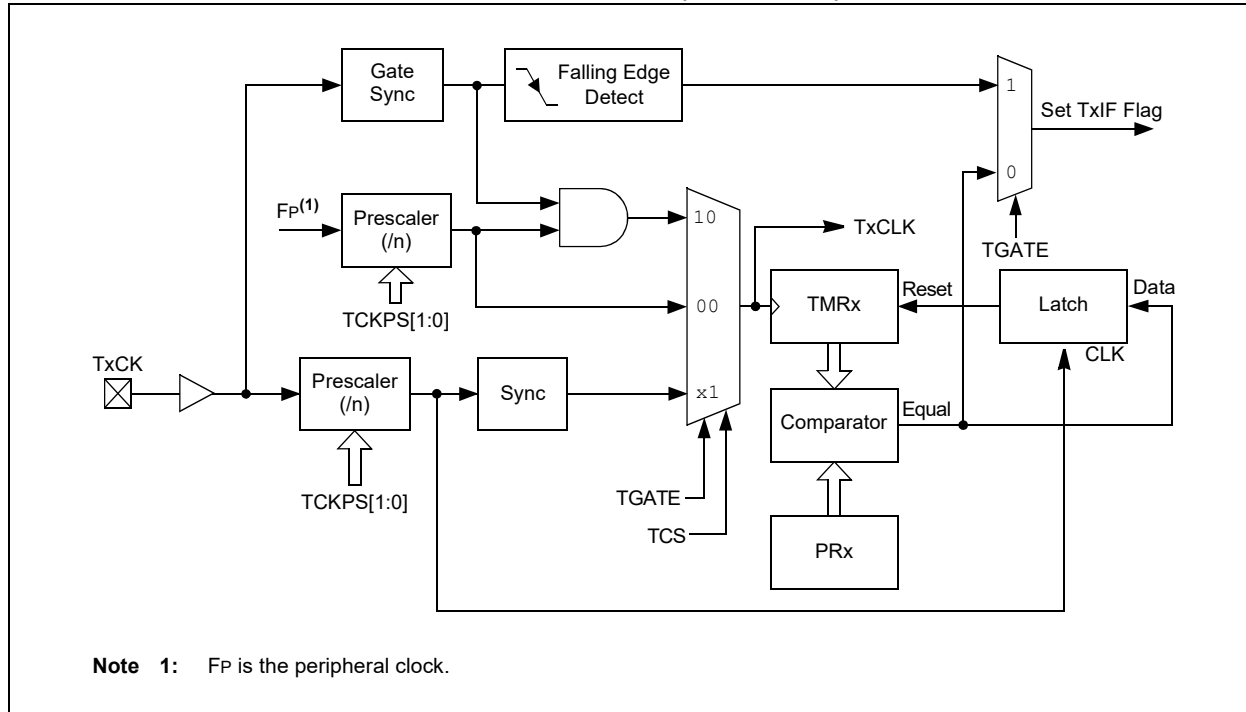 Gate
Sync
Falling Edge
Detect
1
Set TxIF Flag
0
TGATE
FP(1)
Prescaler
(/n)
TCKPS[1:0]
10
00
x1
TxCLK
TMRx
Reset
Latch
Data
CLK
TxCK
Prescaler
(/n)
TCKPS[1:0]
Sync
Comparator
Equal
TGATE
TCS
PRx
Note 1: FP is the peripheral clock.